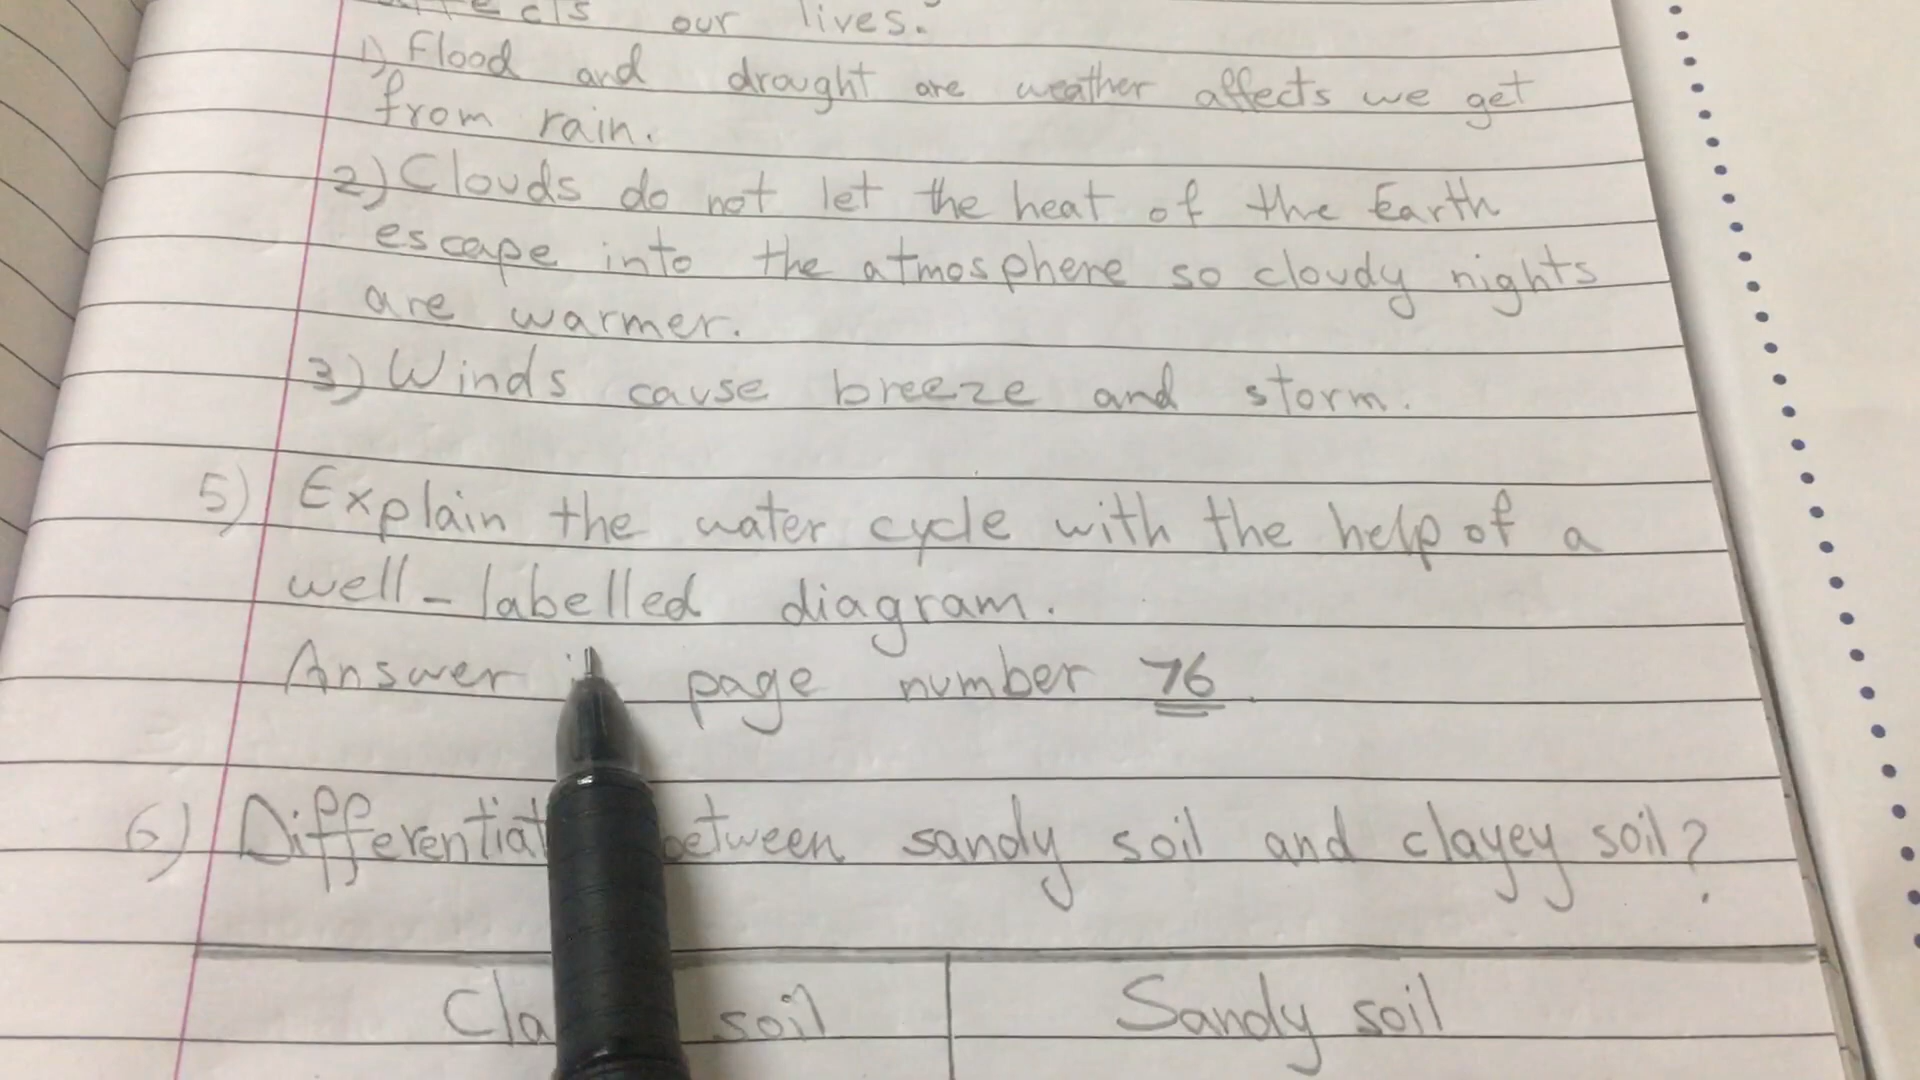 our lives.
1) Flood and drought are weather affects we get
from rain.
2) Clouds do not let the heat of the Earth
escape into the atmosphere so cloudy nights
are warmer.
3) Winds cause breeze and storm.
5) Explain the water cycle with the help of a
well-labelled diagram.
Answer page number 76
6) between sandy soil and clayey soil?
soil Sandy soil